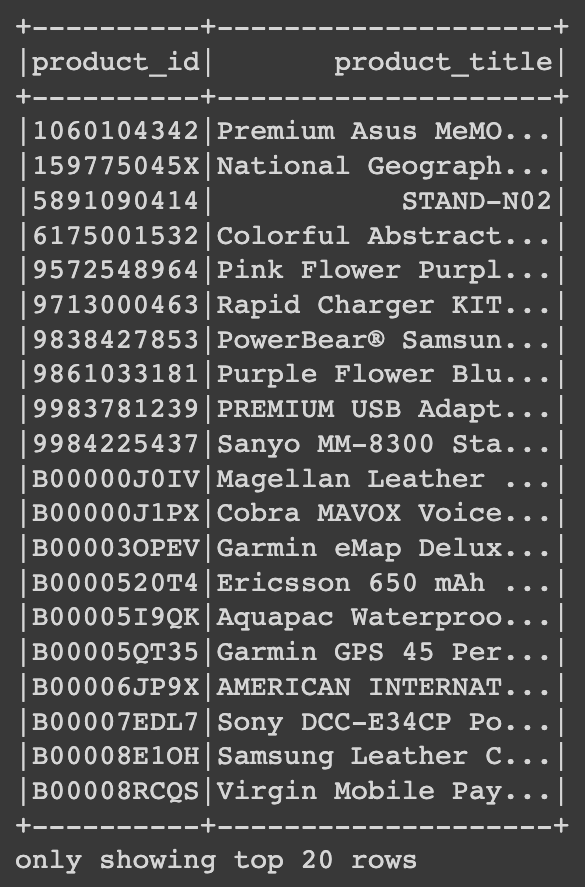 +----------+--------------------+
|product_id|       product_title|
+----------+--------------------+
|1060104342|Premium Asus MeMO...|
|159775045X|National Geograph...|
|5891090414|           STAND-N02|
|6175001532|Colorful Abstract...|
|9572548964|Pink Flower Purpl...|
|9713000463|Rapid Charger KIT...|
|9838427853|PowerBear® Samsun...|
|9861033181|Purple Flower Blu...|
|9983781239|PREMIUM USB Adapt...|
|9984225437|Sanyo MM-8300 Sta...|
|B00000J0IV|Magellan Leather ...|
|B00000J1PX|Cobra MAVOX Voice...|
|B00003OPEV|Garmin eMap Delux...|
|B0000520T4|Ericsson 650 mAh ...|
|B00005I9QK|Aquapac Waterproo...|
|B00005QT35|Garmin GPS 45 Per...|
|B00006JP9X|AMERICAN INTERNAT...|
|B00007EDL7|Sony DCC-E34CP Po...|
|B00008E1OH|Samsung Leather C...|
|B00008RCQS|Virgin Mobile Pay...|
+----------+--------------------+
only showing top 20 rows